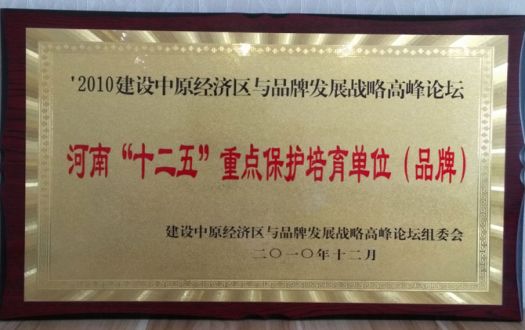 '2010建设中原经济区与品牌发展战略高峰论坛
河南“十二五”重点保护培育单位（品牌）
建设中原经济区与品牌发展战略高峰论坛组委会
二〇一〇年十二月